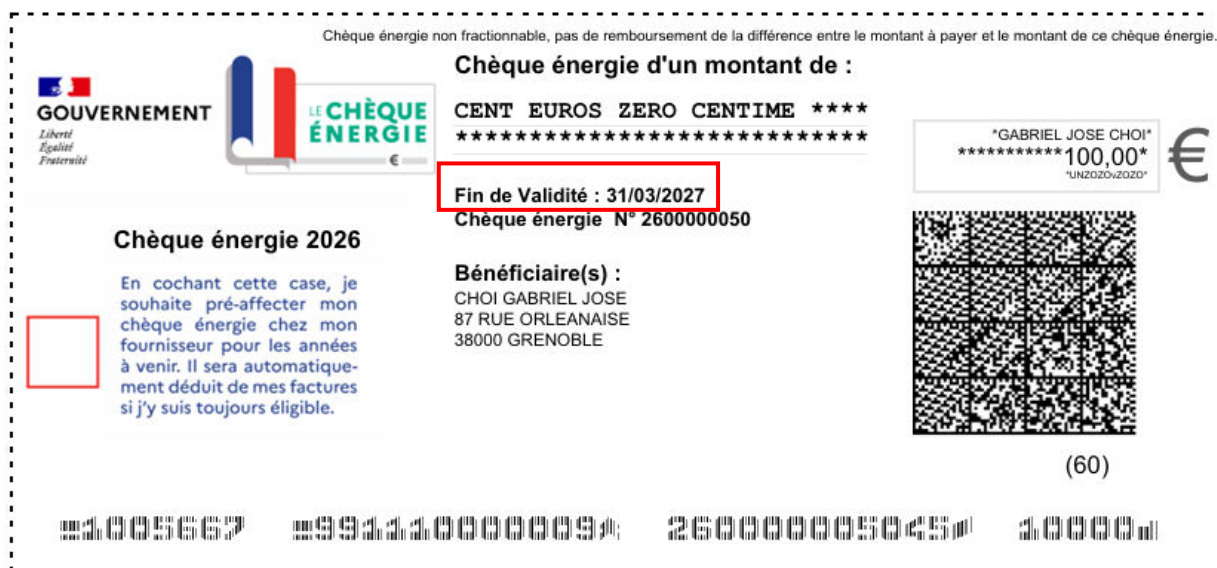 Chèque énergie non fractionnable, pas de remboursement de la différence entre le montant à payer et le montant de ce chèque énergie.
GOUVERNEMENT
Liberté
Égalité
Fraternité
LE CHÈQUE
ÉNERGIE
€
Chèque énergie d'un montant de :
CENT EUROS ZERO CENTIME ****
****************************
*GABRIEL JOSE CHOI*
***********100,00*
*UNZOZOvZOZO*
€
Fin de Validité : 31/03/2027
Chèque énergie N° 2600000050
Chèque énergie 2026
En cochant cette case, je
souhaite pré-affecter mon
chèque énergie chez mon
fournisseur pour les années
à venir. Il sera automatique-
ment déduit de mes factures
si j'y suis toujours éligible.
Bénéficiaire(s) :
CHOI GABRIEL JOSE
87 RUE ORLEANAISE
38000 GRENOBLE
(60)
1005667 991110000009 260000005045 10000